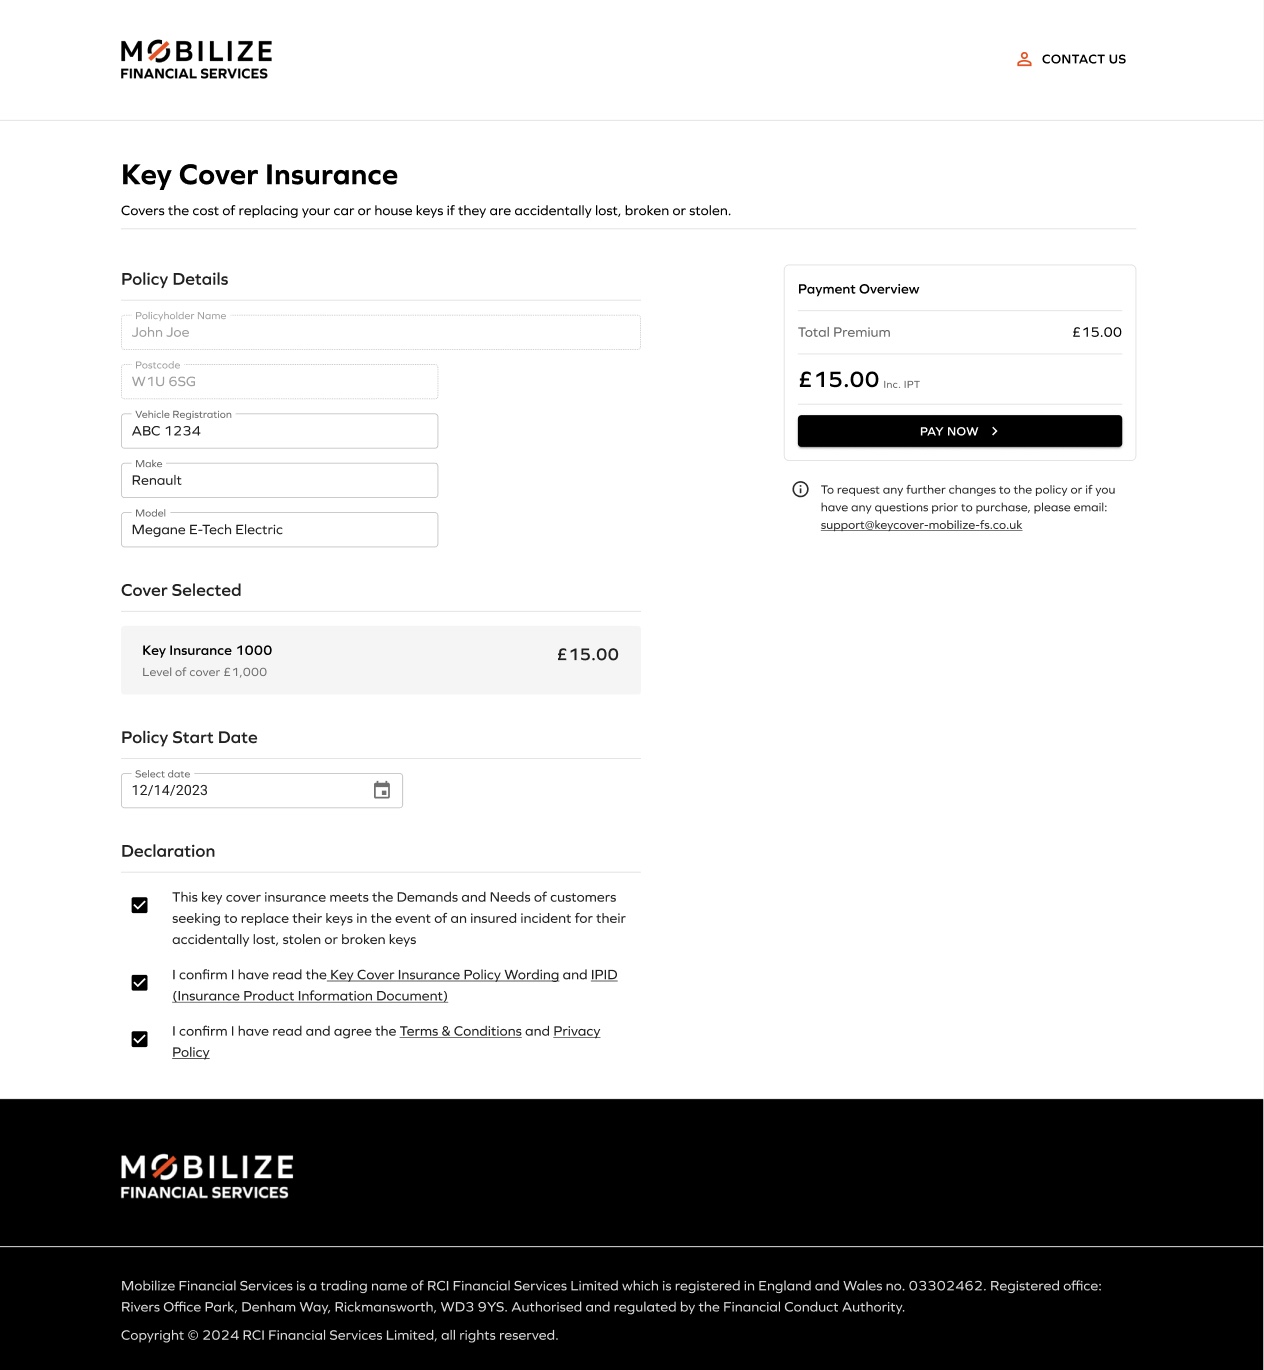 MOBILIZE
FINANCIAL SERVICES
CONTACT US
Key Cover Insurance
Covers the cost of replacing your car or house keys if they are accidentally lost, broken or stolen.
Policy Details
Policyholder Name
John Joe
Postcode
W1U 6SG
Vehicle Registration
ABC 1234
Make
Renault
Model
Megane E-Tech Electric
Payment Overview
Total Premium £15.00
£15.00 Inc. IPT
PAY NOW
To request any further changes to the policy or if you
have any questions prior to purchase, please email:
support@keycover-mobilize-fs.co.uk
Cover Selected
Key Insurance 1000
Level of cover £1,000
£15.00
Policy Start Date
Select date
12/14/2023
Declaration
This key cover insurance meets the Demands and Needs of customers
seeking to replace their keys in the event of an insured incident for their
accidentally lost, stolen or broken keys
I confirm I have read the Key Cover Insurance Policy Wording and IPID
(Insurance Product Information Document)
I confirm I have read and agree the Terms & Conditions and Privacy
Policy
MOBILIZE
FINANCIAL SERVICES
Mobilize Financial Services is a trading name of RCI Financial Services Limited which is registered in England and Wales no. 03302462. Registered office:
Rivers Office Park, Denham Way, Rickmansworth, WD3 9YS. Authorised and regulated by the Financial Conduct Authority.
Copyright © 2024 RCI Financial Services Limited, all rights reserved.